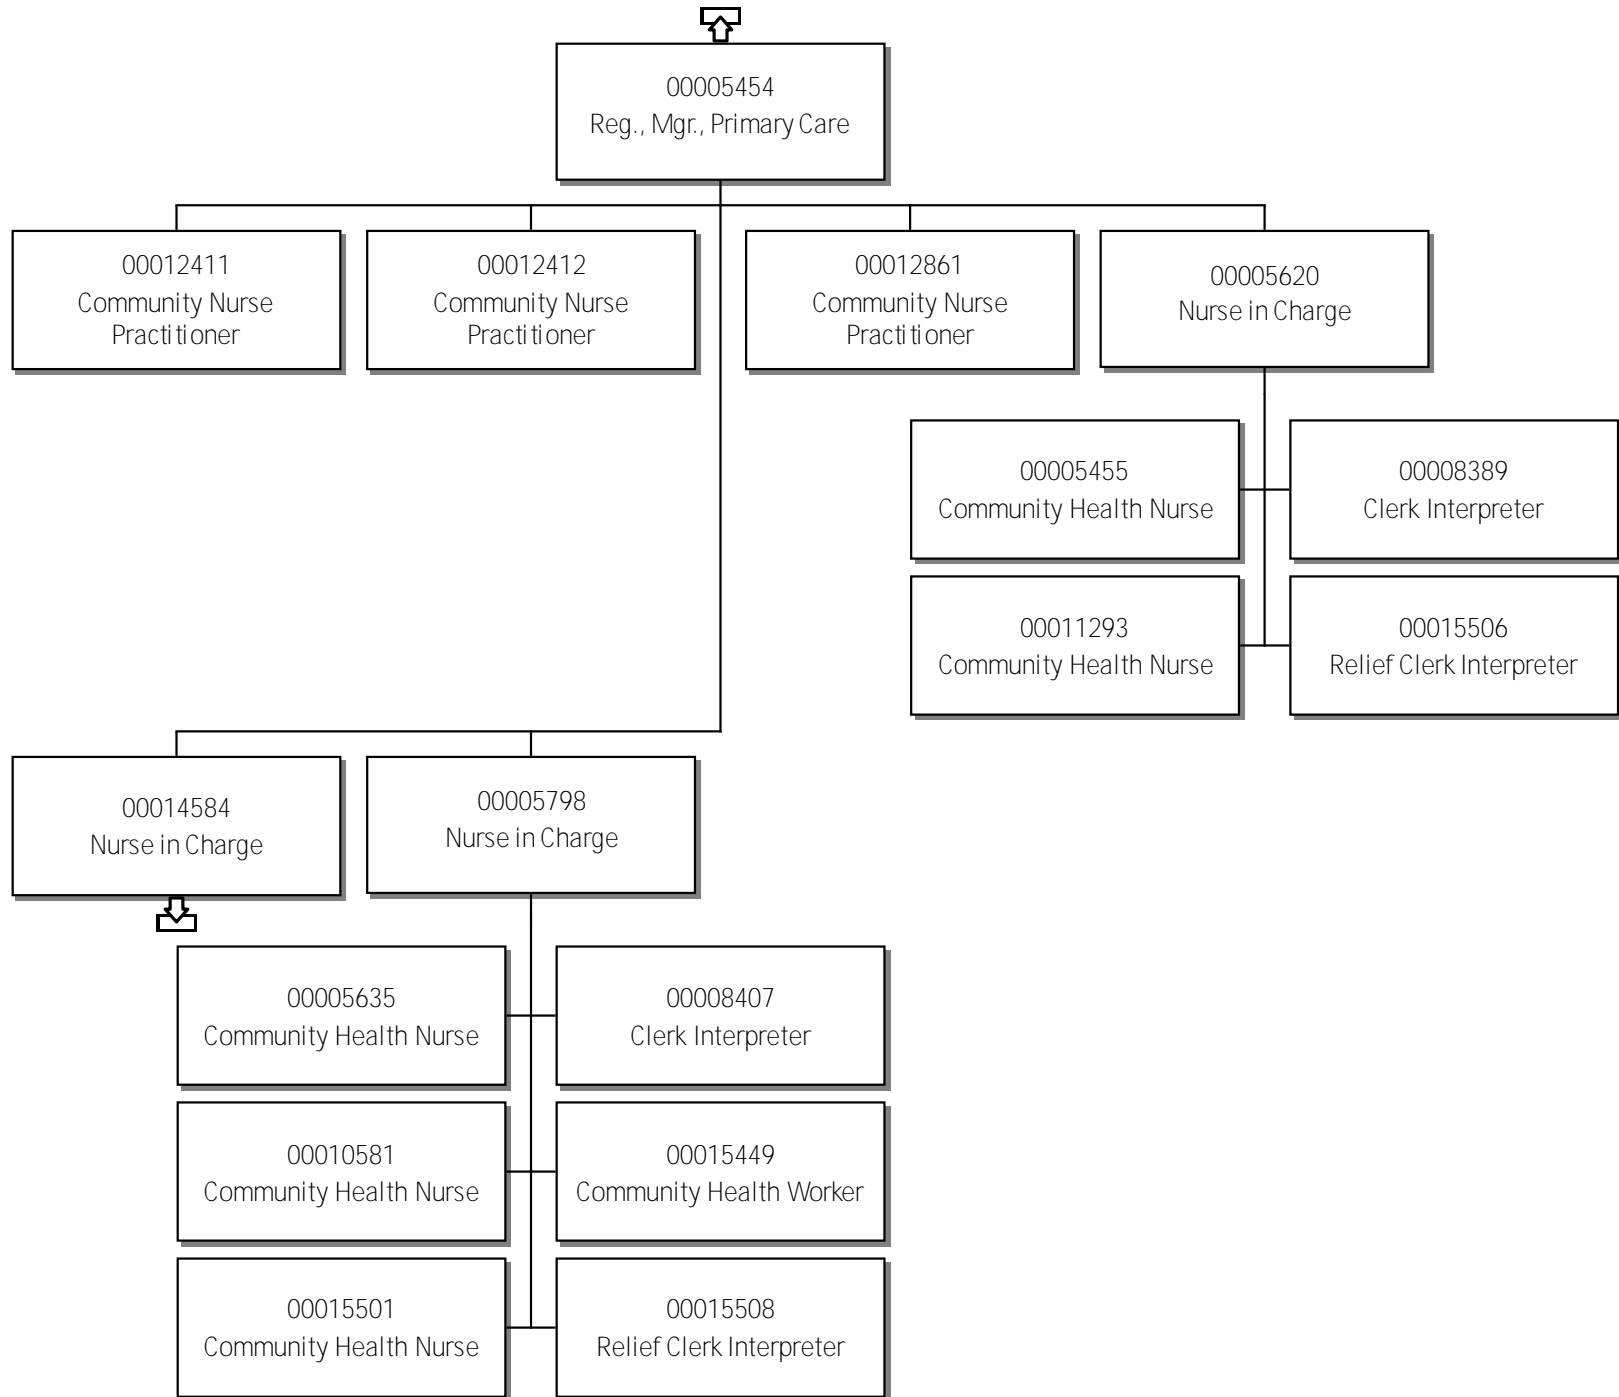 00005454
Reg., Mgr., Primary Care
00012411
Community Nurse
Practitioner
00012412
Community Nurse
Practitioner
00012861
Community Nurse
Practitioner
00005620
Nurse in Charge
00005455
Community Health Nurse
00008389
Clerk Interpreter
00011293
Community Health Nurse
00015506
Relief Clerk Interpreter
00014584
Nurse in Charge
00005798
Nurse in Charge
00005635
Community Health Nurse
00008407
Clerk Interpreter
00010581
Community Health Nurse
00015449
Community Health Worker
00015501
Community Health Nurse
00015508
Relief Clerk Interpreter